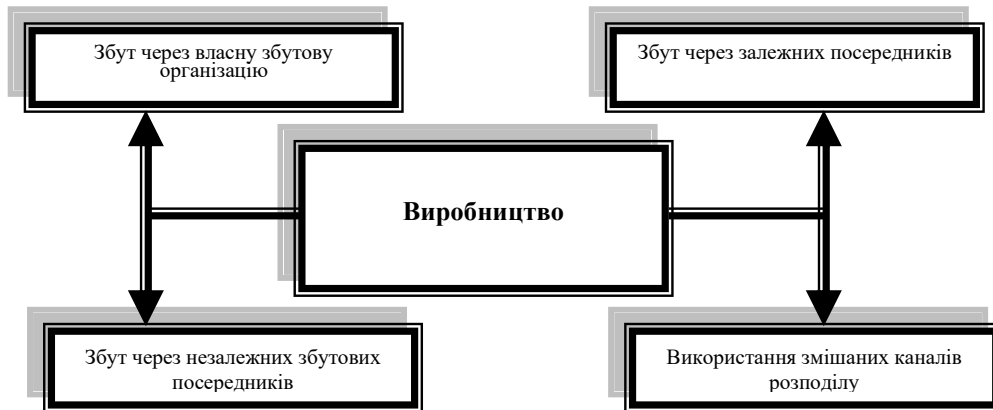 Збут через власну збутову
організацію
Збут через залежних посередників
Виробництво
Збут через незалежних збутових
посередників
Використання змішаних каналів
розподілу